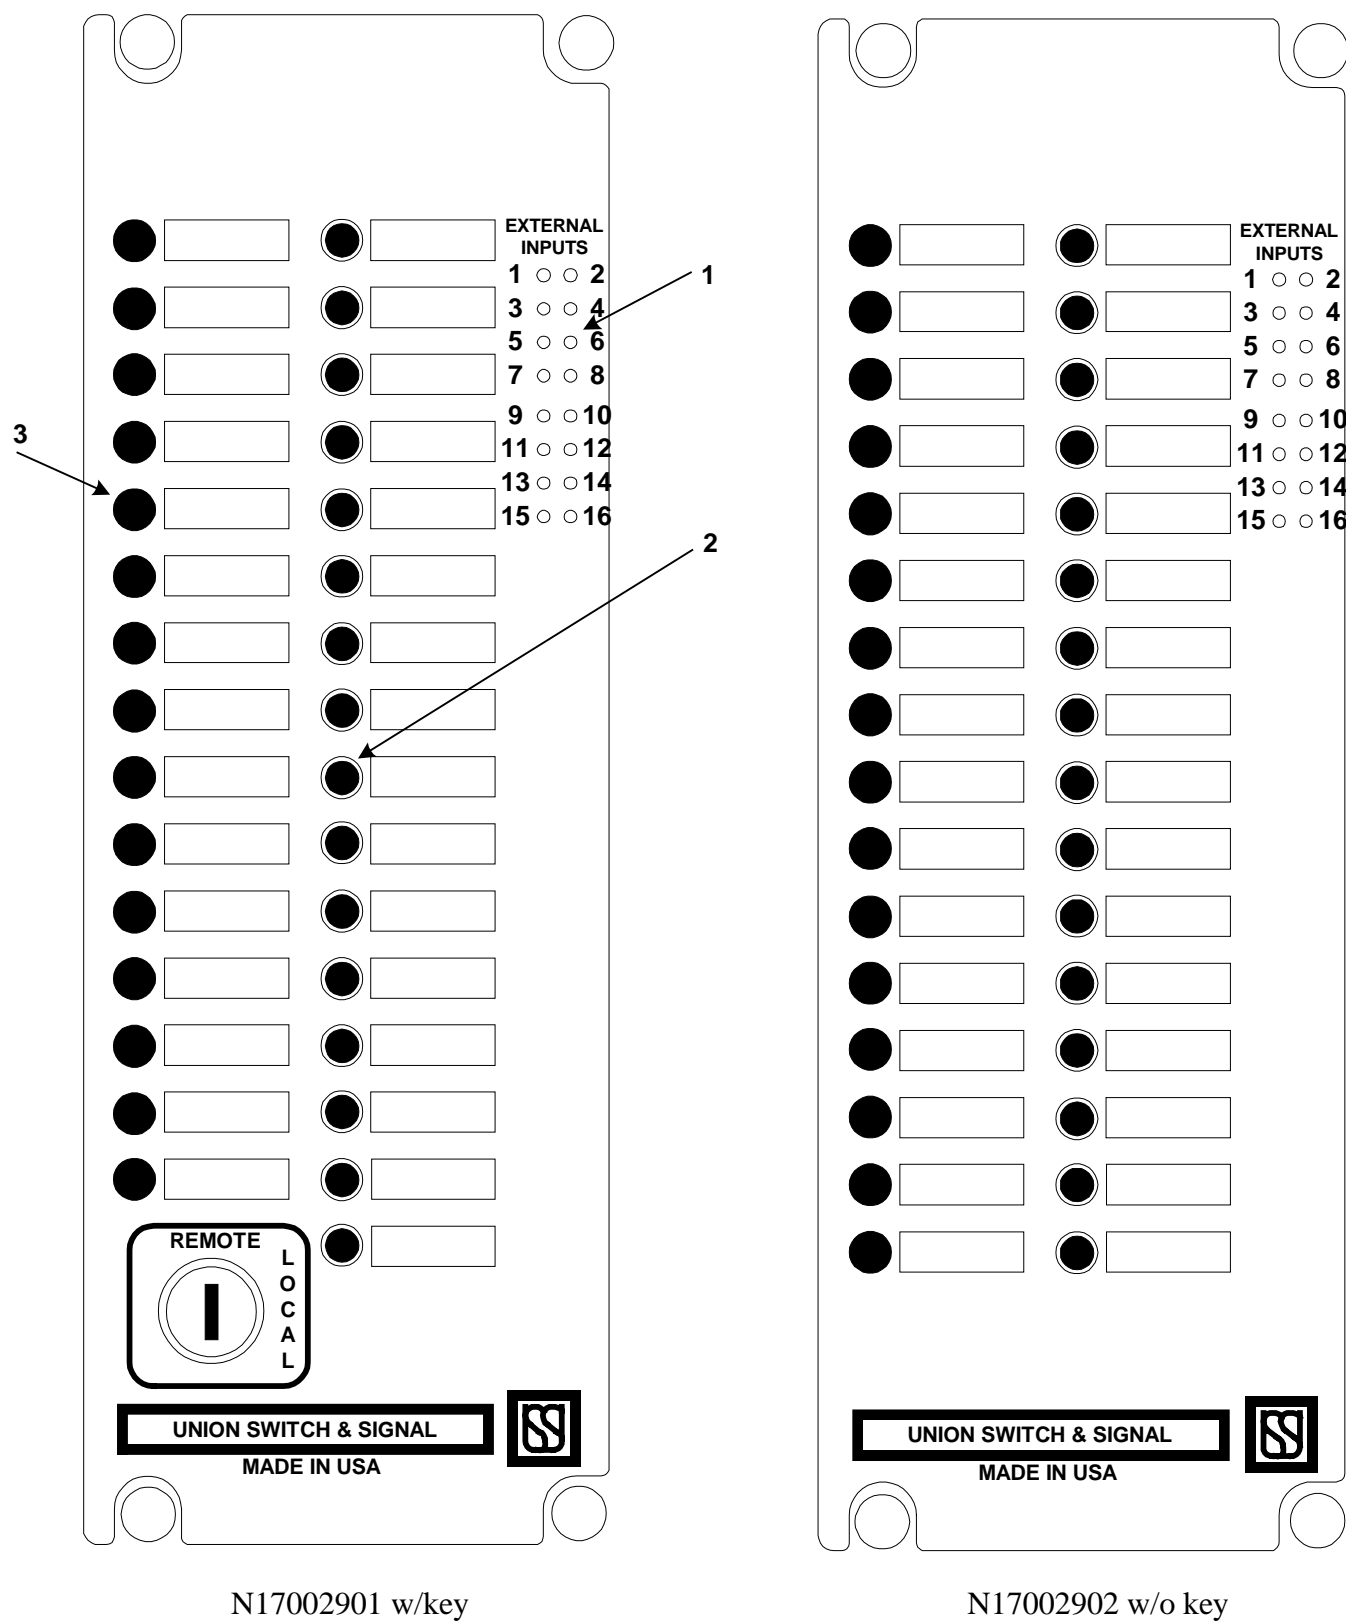 EXTERNAL
INPUTS
1 2
3 4
5 6
7 8
9 10
11 12
13 14
15 16
1
2
3
REMOTE
LOCAL
UNION SWITCH & SIGNAL
MADE IN USA
N17002901 w/key
EXTERNAL
INPUTS
1 2
3 4
5 6
7 8
9 10
11 12
13 14
15 16
UNION SWITCH & SIGNAL
MADE IN USA
N17002902 w/o key